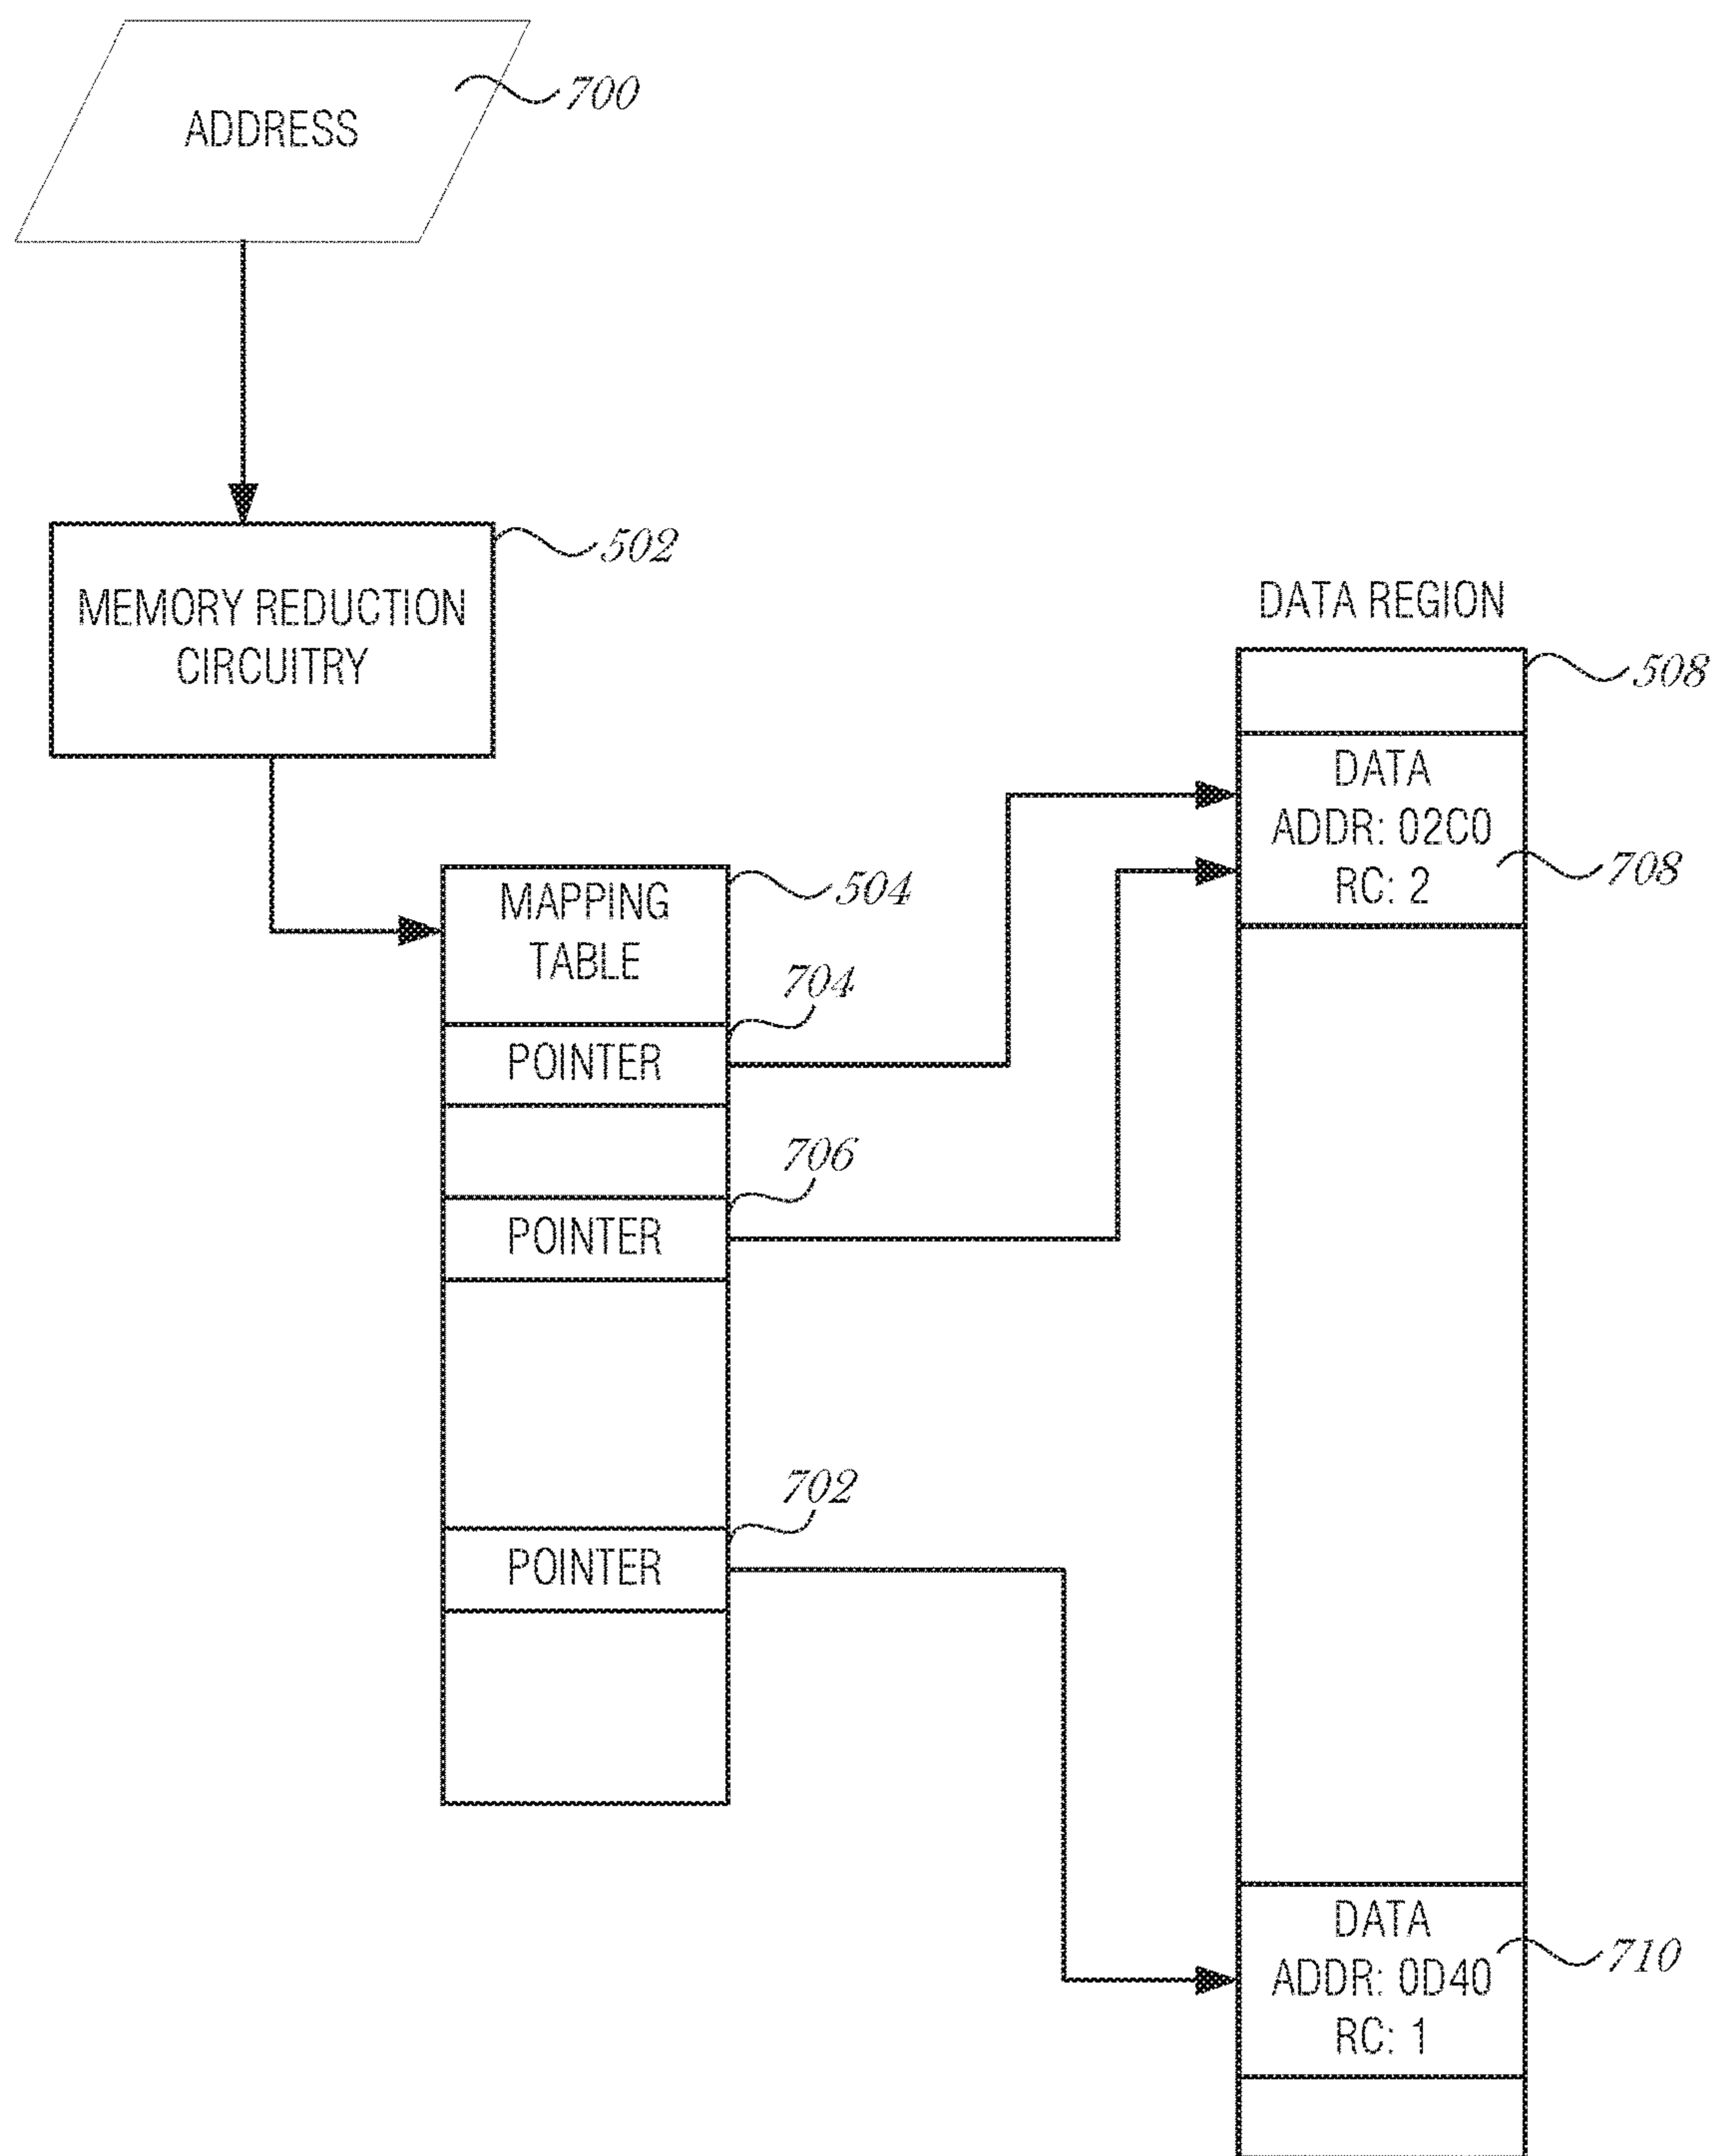 ADDRESS
700
MEMORY REDUCTION
CIRCUITRY
502
DATA REGION
508
DATA
ADDR: 02C0
RC: 2
708
MAPPING
TABLE
504
704
POINTER
706
POINTER
702
POINTER
DATA
ADDR: 0D40
RC: 1
710